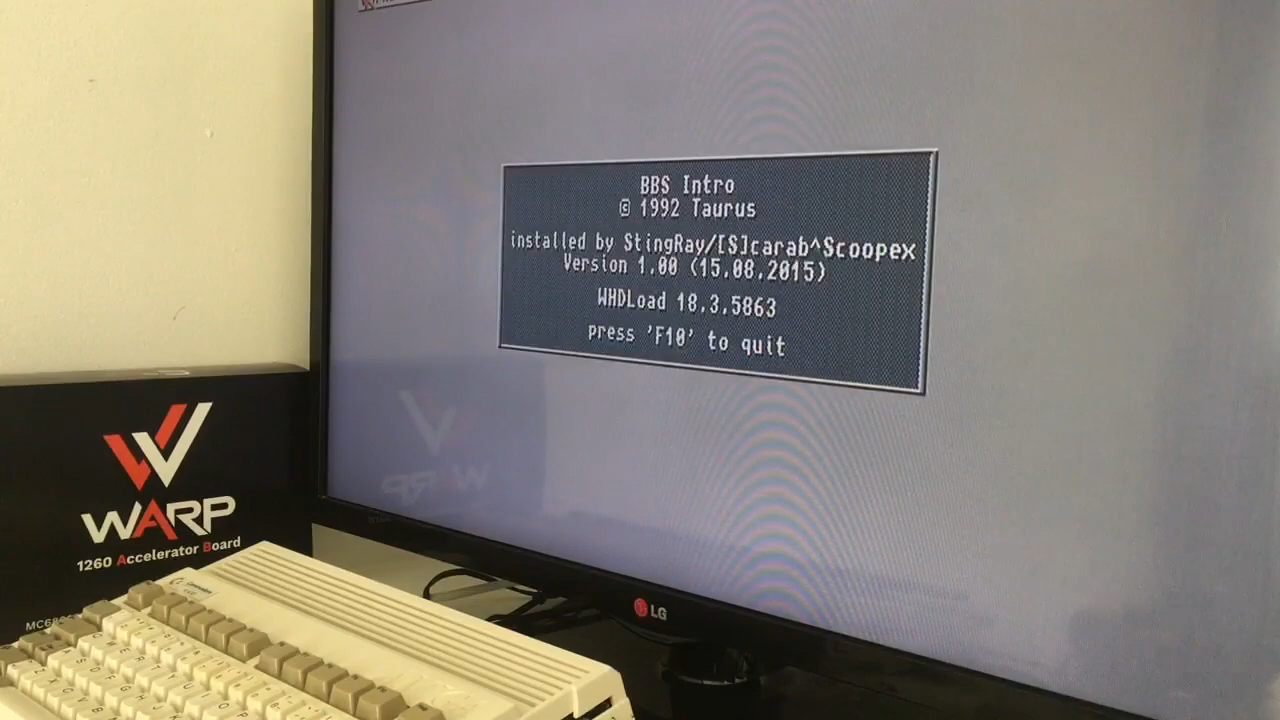 BBS Intro
© 1992 Taurus
installed by StingRay/[S]carab^Scoopex
Version 1.00 (15.08.2015)
WHDLoad 18.3.5863
press 'F10' to quit
WARP
1260 Accelerator Board
LG